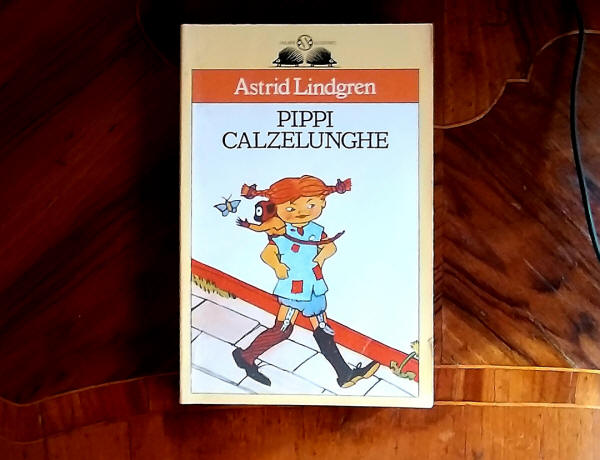 Astrid Lindgren
PIPPI
CALZELUNGHE